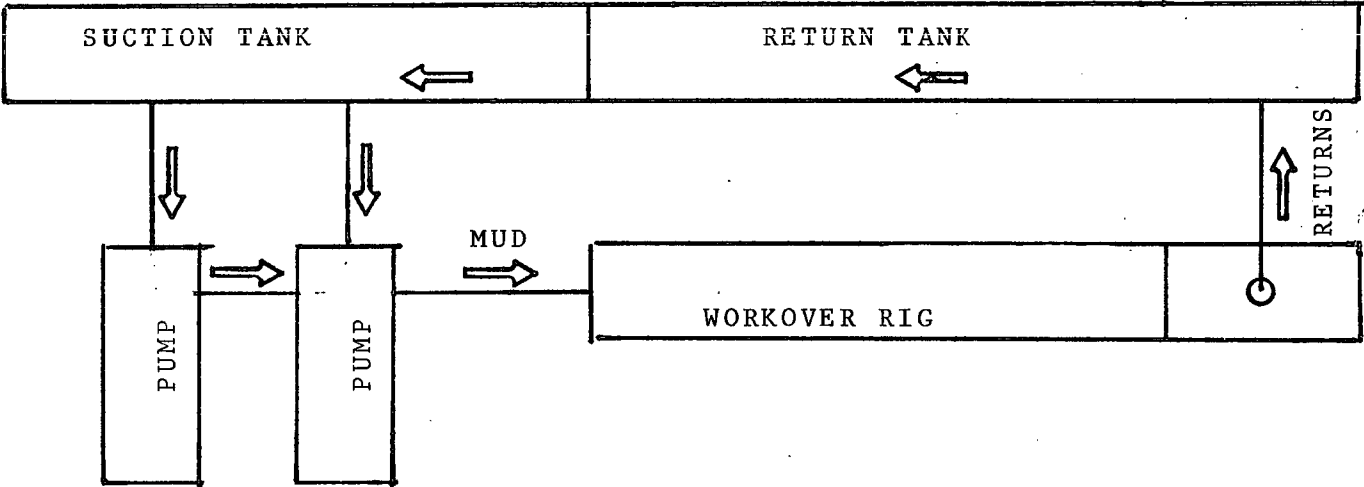 SUCTION TANK
RETURN TANK
RETURNS
MUD
WORKOVER RIG
PUMP
PUMP